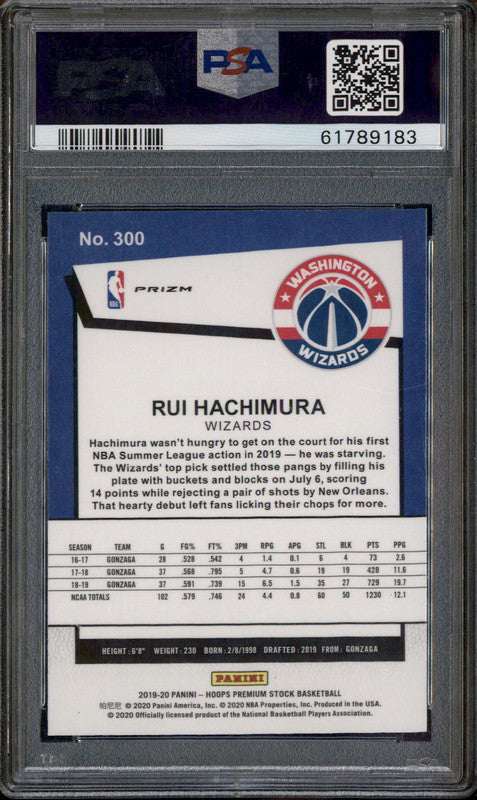 PSA
61789183
No. 300
NBA
PRIZM
WASHINGTON
WIZARDS
RUI HACHIMURA
WIZARDS
Hachimura wasn't hungry to get on the court for his first
NBA Summer League action in 2019 — he was starving.
The Wizards' top pick settled those pangs by filling his
plate with buckets and blocks on July 6, scoring
14 points while rejecting a pair of shots by New Orleans.
That hearty debut left fans licking their chops for more.
SEASON TEAM G FG% FT% 3PM RPG APG STL BLK PTS PPG
16-17 GONZAGA 28 .528 .542 4 1.4 0.1 6 4 73 2.6
17-18 GONZAGA 37 .568 .795 5 4.7 0.6 19 19 428 11.6
18-19 GONZAGA 37 .591 .739 15 6.5 1.5 35 27 729 19.7
NCAA TOTALS 102 .579 .746 24 4.4 0.8 60 50 1230 12.1
HEIGHT: 6'8" WEIGHT: 230 BORN: 2/8/1998 DRAFTED: 2019 FROM: GONZAGA
PANINI
2019-20 PANINI – HOOPS PREMIUM STOCK BASKETBALL
帕尼尼 © 2020 Panini America, Inc. © 2020 NBA Properties, Inc. Produced in the USA.
© 2020 Officially licensed product of the National Basketball Players Association.